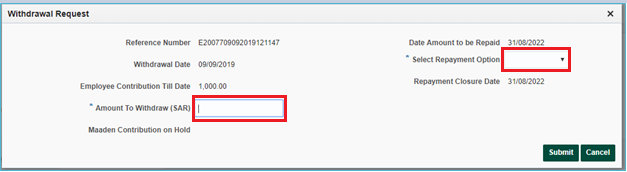 Withdrawal Request
Reference Number E2007709092019121147
Withdrawal Date 09/09/2019
Employee Contribution Till Date 1,000.00
* Amount To Withdraw (SAR)
Maaden Contribution on Hold
Date Amount to be Repaid 31/08/2022
* Select Repayment Option
Repayment Closure Date 31/08/2022
Submit Cancel